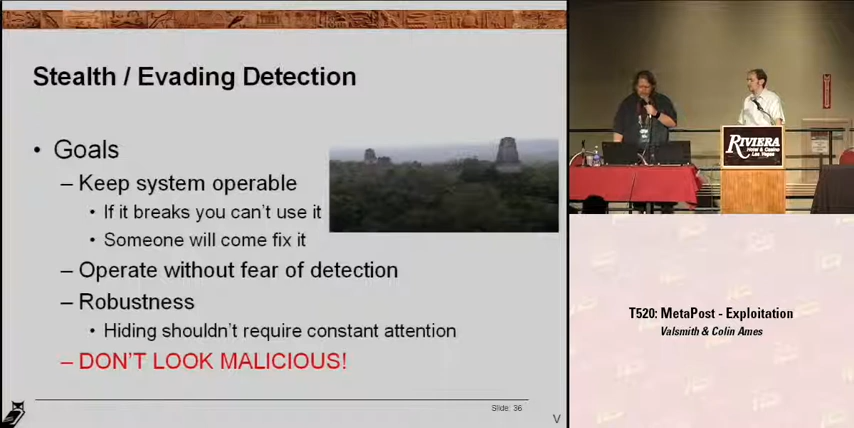 Stealth / Evading Detection
• Goals
– Keep system operable
• If it breaks you can't use it
• Someone will come fix it
– Operate without fear of detection
– Robustness
• Hiding shouldn't require constant attention
– DON'T LOOK MALICIOUS!
Slide: 36
V
RIVIERA
Hotel & Casino
Las Vegas
T520: MetaPost - Exploitation
Valsmith & Colin Ames